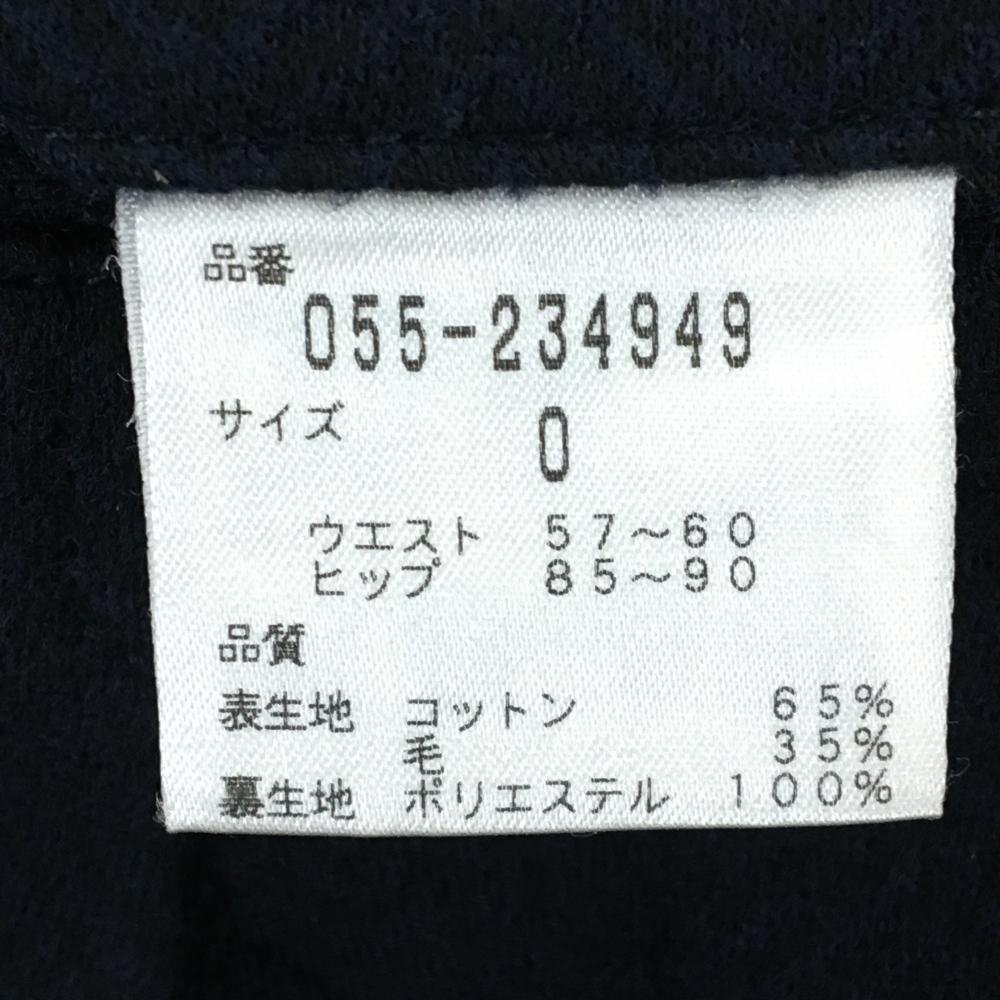 品番
055-234949
サイズ
0
ウエスト 57～60
ヒップ 85～90
品質
表生地 コットン 65%
毛 35%
裏生地 ポリエステル 100%